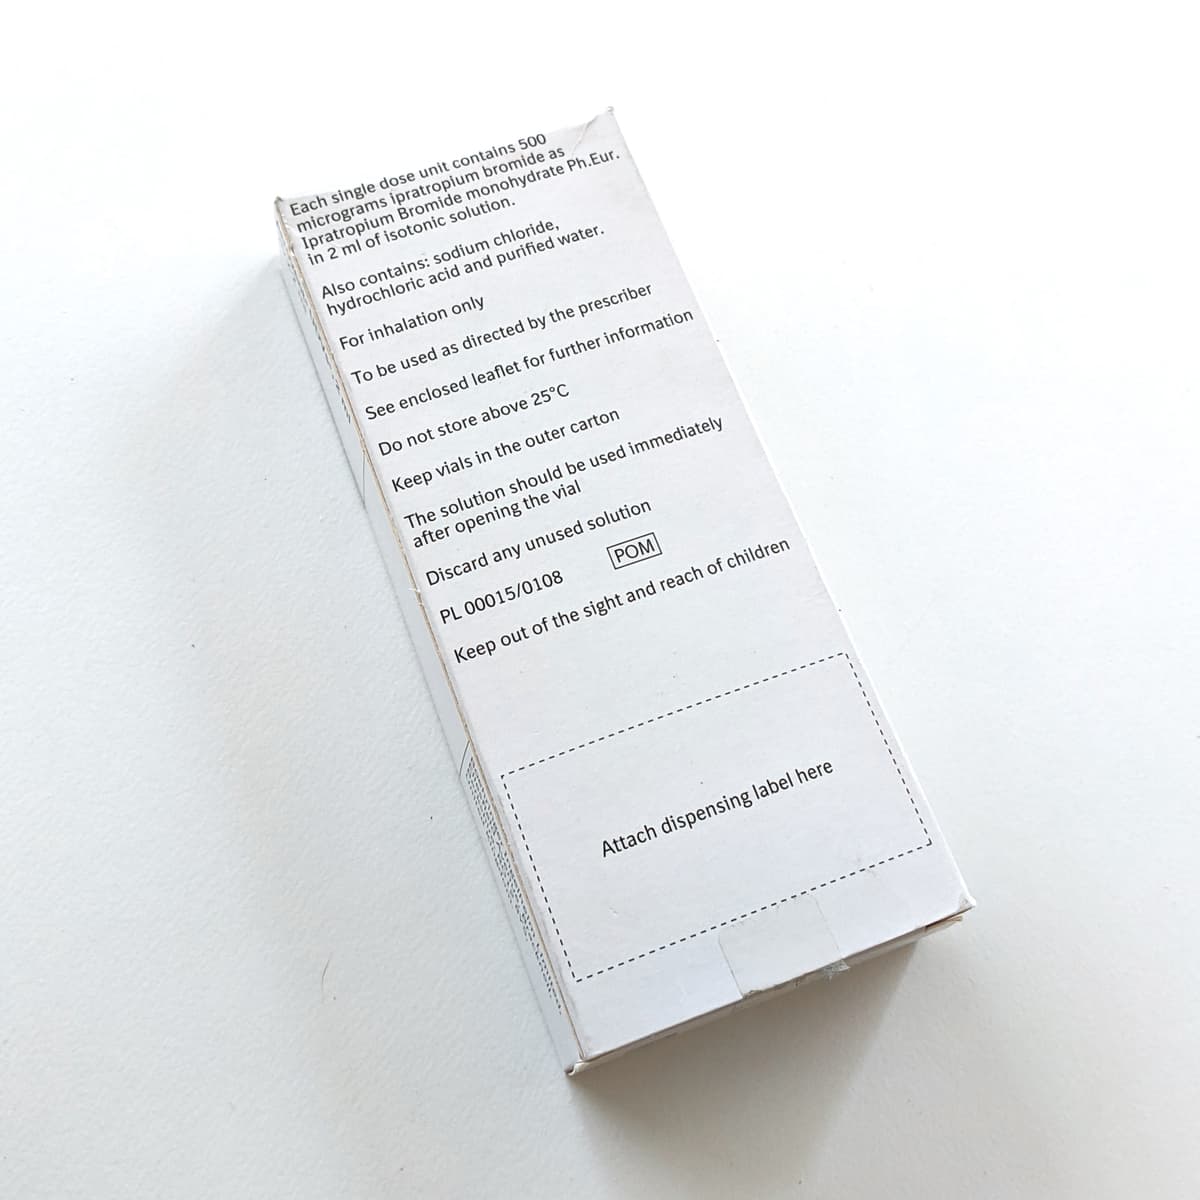 Each single dose unit contains 500
micrograms ipratropium bromide as
Ipratropium Bromide monohydrate Ph.Eur.
in 2 ml of isotonic solution.
Also contains: sodium chloride,
hydrochloric acid and purified water.
For inhalation only
To be used as directed by the prescriber
See enclosed leaflet for further information
Do not store above 25°C
Keep vials in the outer carton
The solution should be used immediately
after opening the vial
Discard any unused solution
PL 00015/0108 POM
Keep out of the sight and reach of children
Attach dispensing label here